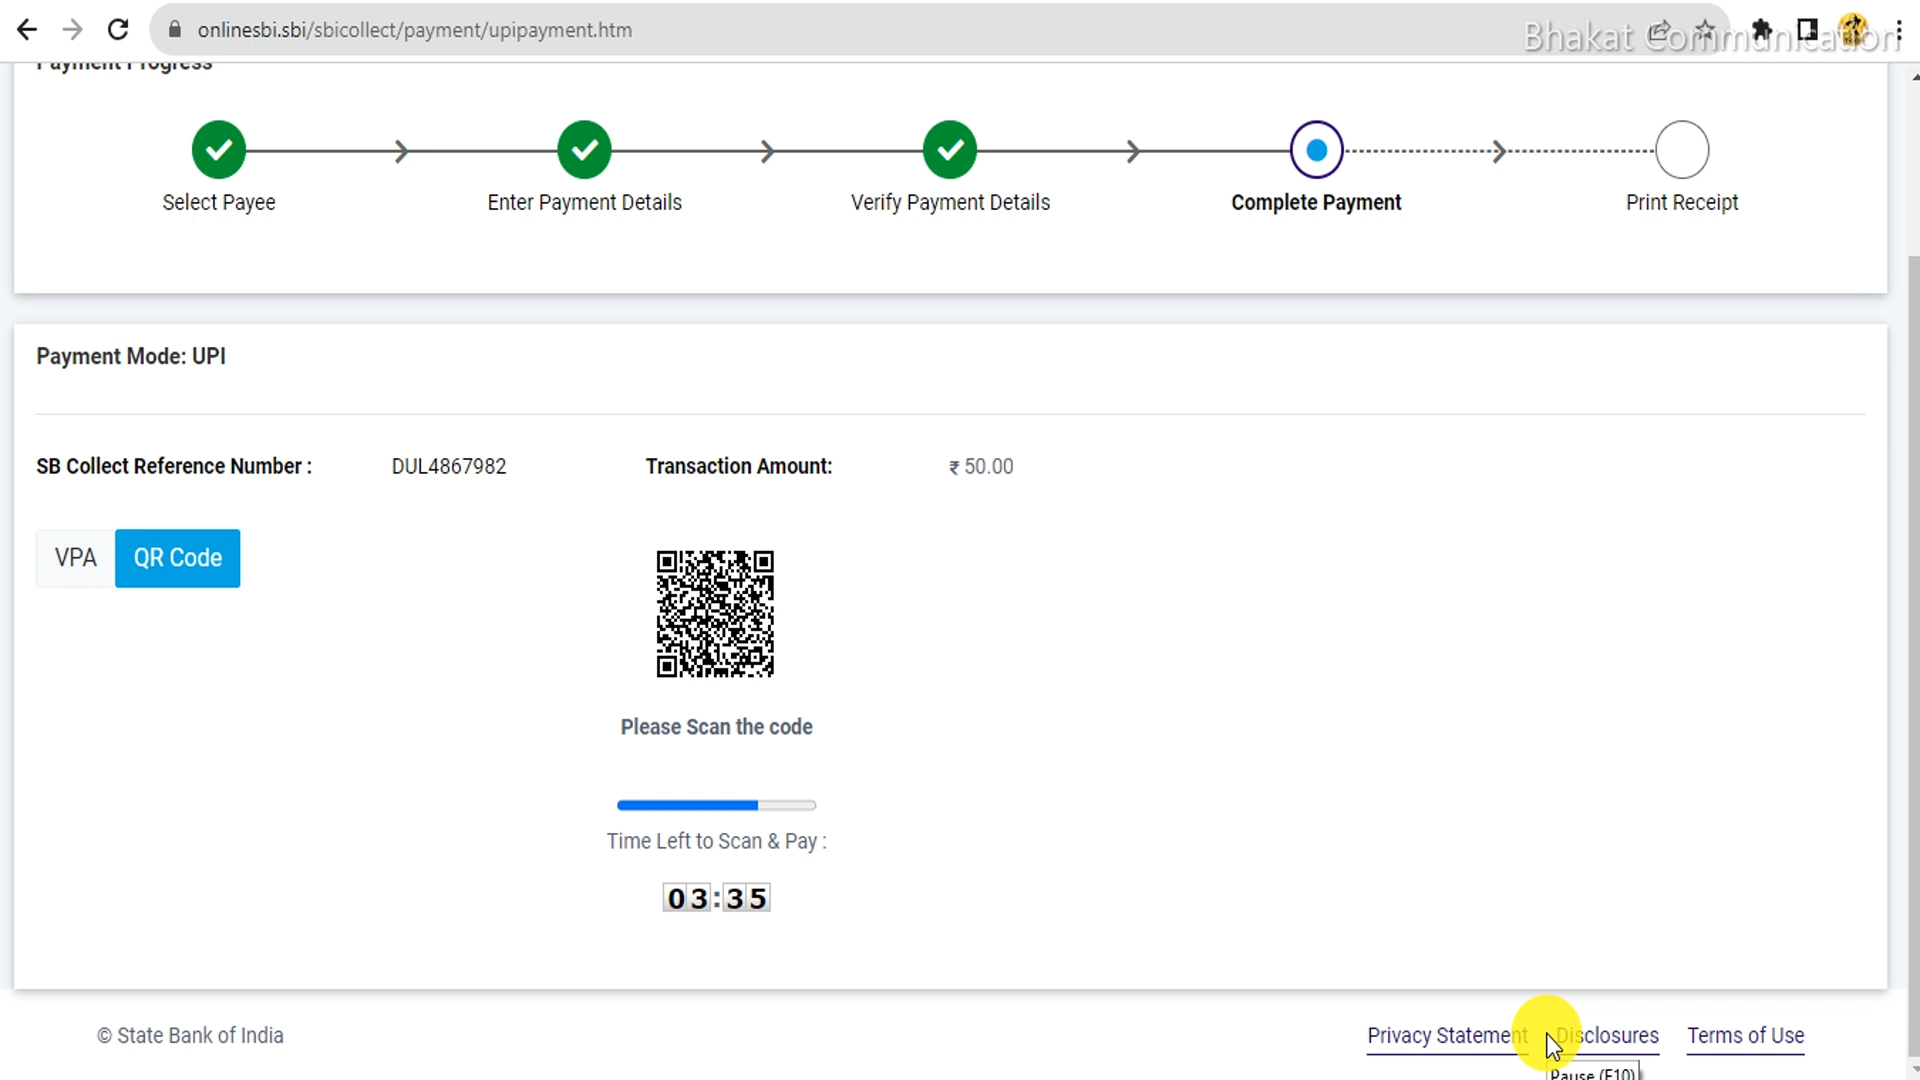 onlinesbi.sbi/sbicollect/payment/upipayment.htm
Bhakat Communication
Payment Progress
Select Payee
Enter Payment Details
Verify Payment Details
Complete Payment
Print Receipt
Payment Mode: UPI
SB Collect Reference Number : DUL4867982 Transaction Amount: ₹ 50.00
VPA QR Code
Please Scan the code
Time Left to Scan & Pay :
03:35
© State Bank of India
Privacy Statement Disclosures Terms of Use
Pause (F10)